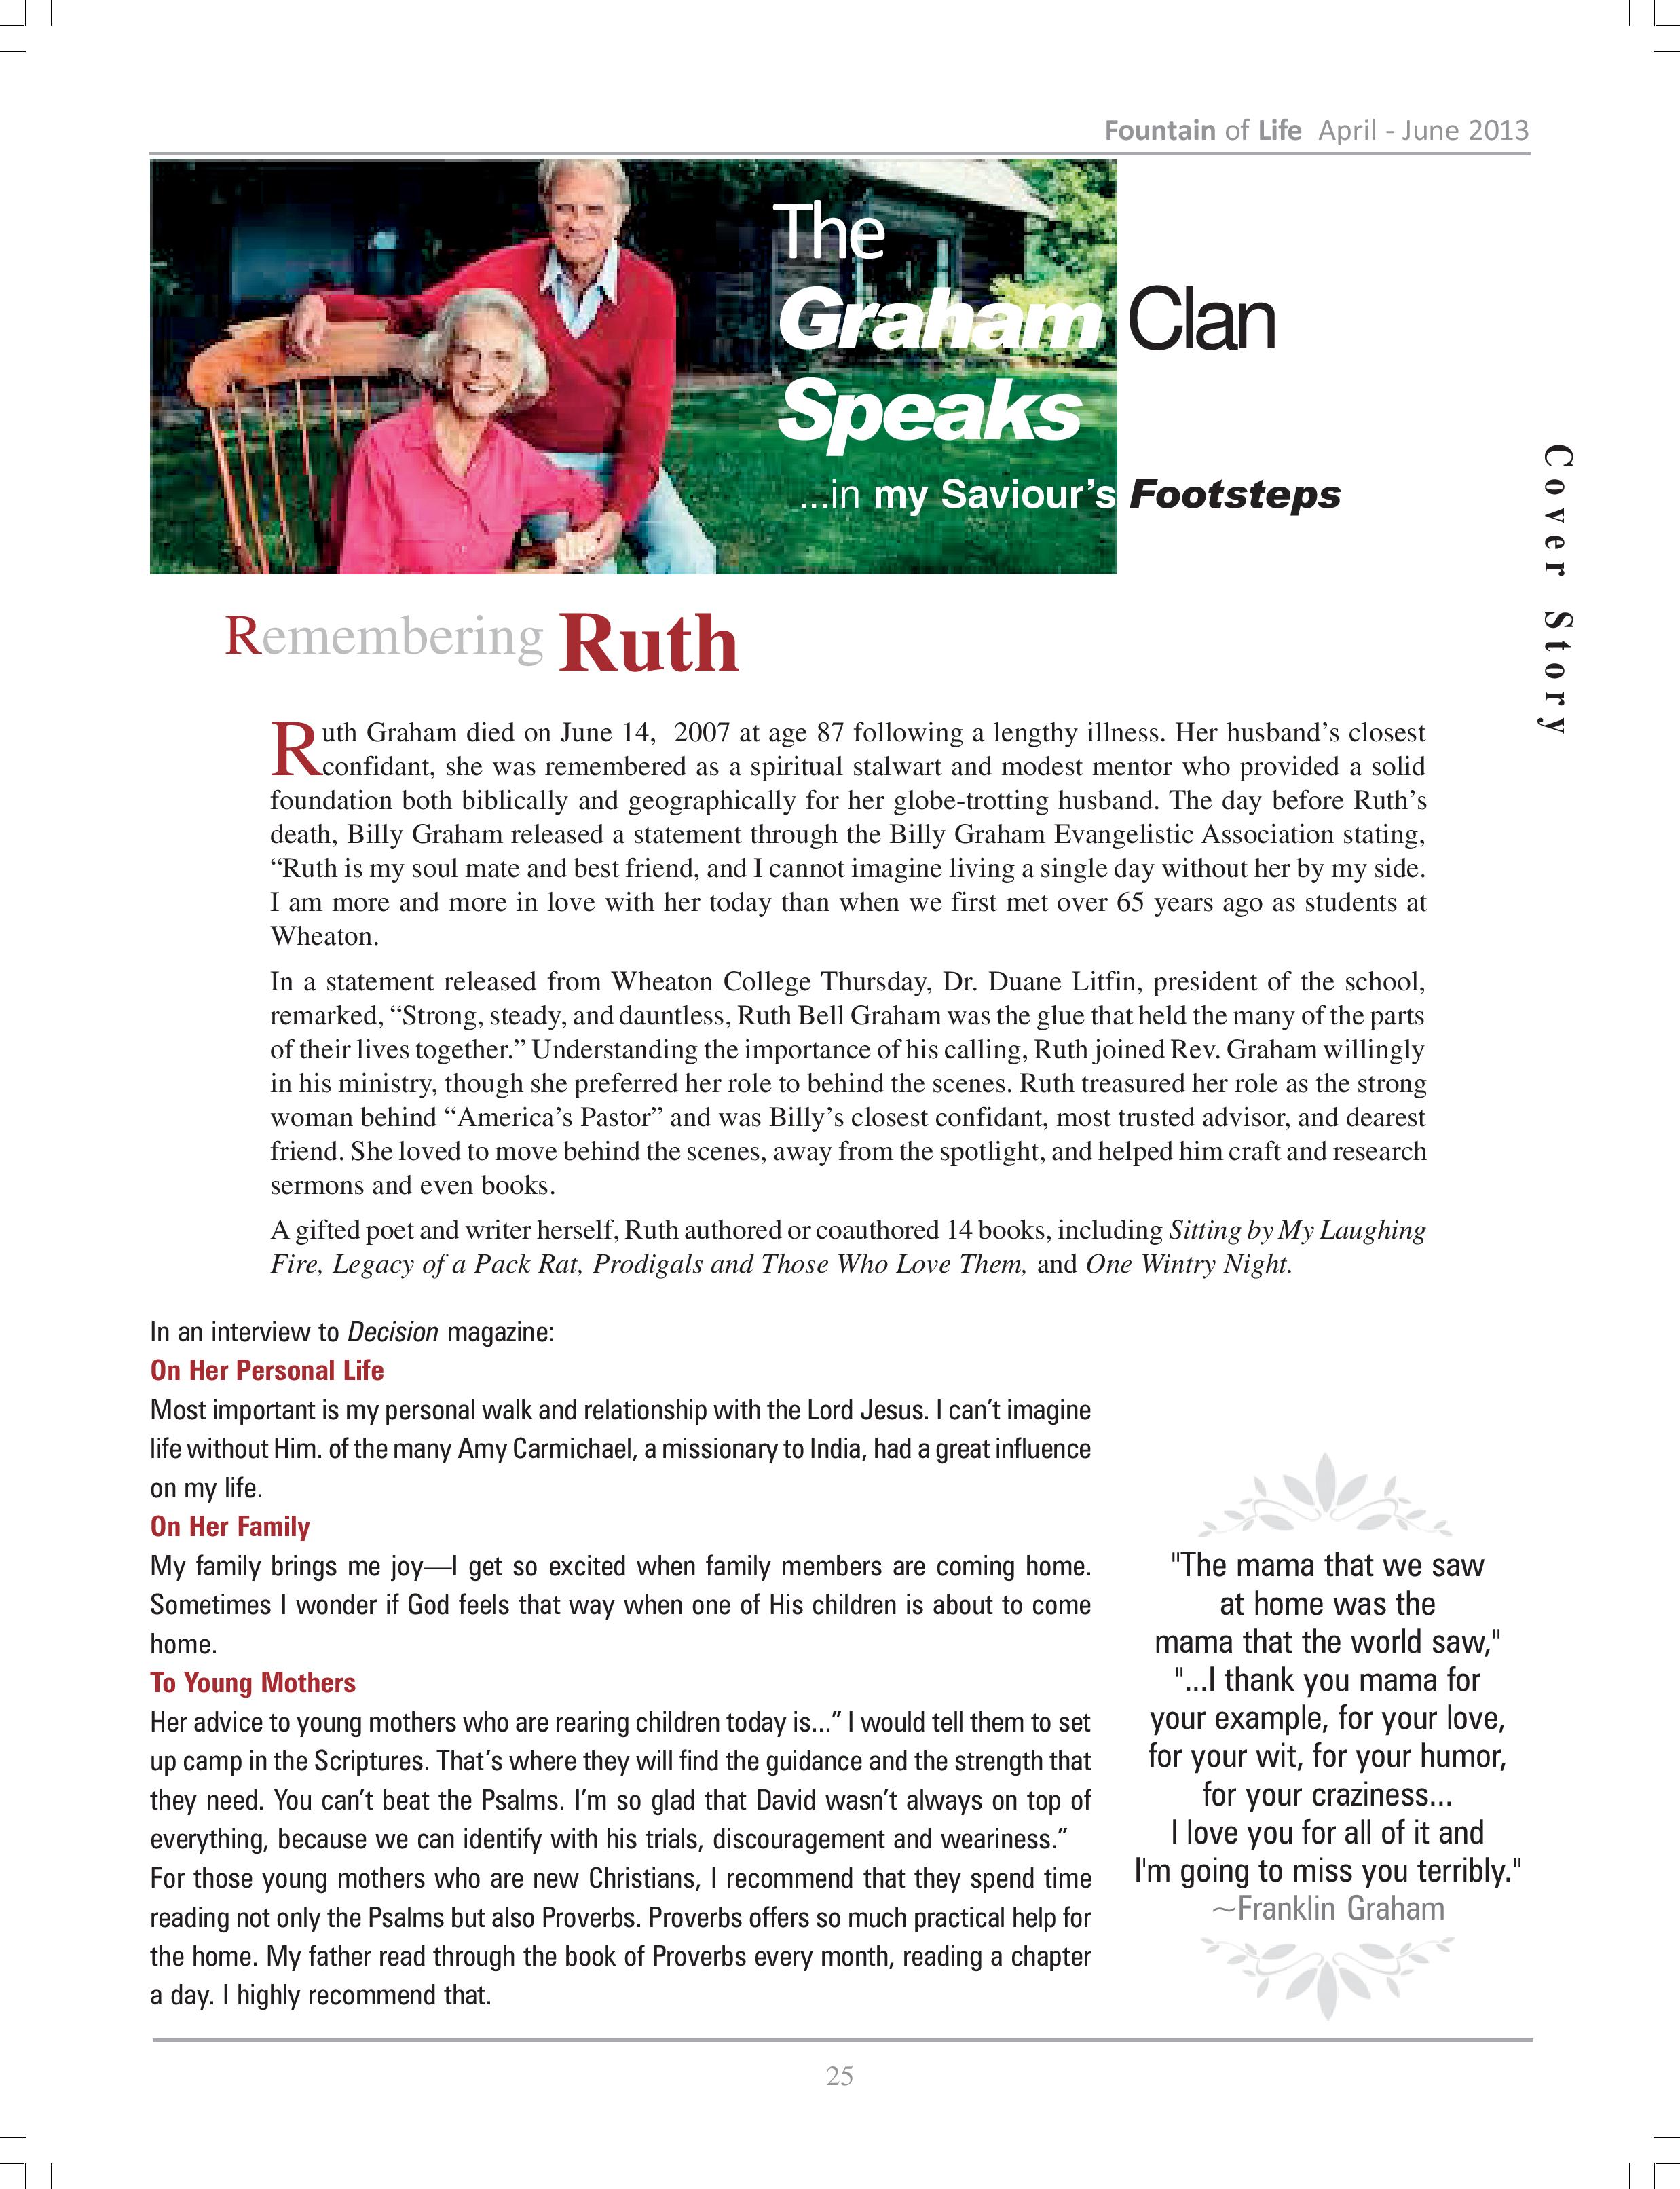 Fountain of Life April - June 2013
The
Graham Clan
Speaks
...in my Saviour's Footsteps
Cover Story
Remembering Ruth
Ruth Graham died on June 14, 2007 at age 87 following a lengthy illness. Her husband's closest
confidant, she was remembered as a spiritual stalwart and modest mentor who provided a solid
foundation both biblically and geographically for her globe-trotting husband. The day before Ruth's
death, Billy Graham released a statement through the Billy Graham Evangelistic Association stating,
“Ruth is my soul mate and best friend, and I cannot imagine living a single day without her by my side.
I am more and more in love with her today than when we first met over 65 years ago as students at
Wheaton.
In a statement released from Wheaton College Thursday, Dr. Duane Litfin, president of the school,
remarked, “Strong, steady, and dauntless, Ruth Bell Graham was the glue that held the many of the parts
of their lives together.” Understanding the importance of his calling, Ruth joined Rev. Graham willingly
in his ministry, though she preferred her role to behind the scenes. Ruth treasured her role as the strong
woman behind “America's Pastor” and was Billy's closest confidant, most trusted advisor, and dearest
friend. She loved to move behind the scenes, away from the spotlight, and helped him craft and research
sermons and even books.
A gifted poet and writer herself, Ruth authored or coauthored 14 books, including Sitting by My Laughing
Fire, Legacy of a Pack Rat, Prodigals and Those Who Love Them, and One Wintry Night.
In an interview to Decision magazine:
On Her Personal Life
Most important is my personal walk and relationship with the Lord Jesus. I can't imagine
life without Him. of the many Amy Carmichael, a missionary to India, had a great influence
on my life.
On Her Family
My family brings me joy—I get so excited when family members are coming home.
Sometimes I wonder if God feels that way when one of His children is about to come
home.
To Young Mothers
Her advice to young mothers who are rearing children today is...” I would tell them to set
up camp in the Scriptures. That's where they will find the guidance and the strength that
they need. You can't beat the Psalms. I'm so glad that David wasn't always on top of
everything, because we can identify with his trials, discouragement and weariness.”
For those young mothers who are new Christians, I recommend that they spend time
reading not only the Psalms but also Proverbs. Proverbs offers so much practical help for
the home. My father read through the book of Proverbs every month, reading a chapter
a day. I highly recommend that.
"The mama that we saw
at home was the
mama that the world saw,"
"...I thank you mama for
your example, for your love,
for your wit, for your humor,
for your craziness...
I love you for all of it and
I'm going to miss you terribly."
~Franklin Graham
25